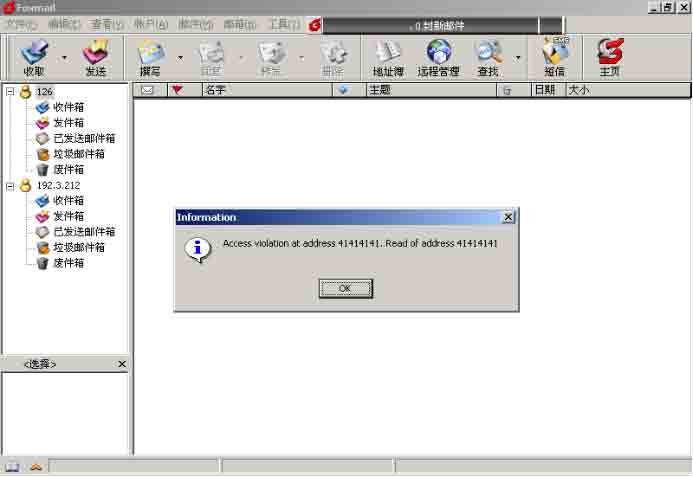 Foxmail
文件(F) 编辑(E) 查看(V) 帐户(A) 邮件(M) 邮箱(B) 工具(T) , 0 封新邮件
收取 发送 撰写 回复 转发 删除 地址簿 远程管理 查找 短信 主页
名字 主题 日期 大小
126
收件箱
发件箱
已发送邮件箱
垃圾邮件箱
废件箱
192.3.212
收件箱
发件箱
已发送邮件箱
垃圾邮件箱
废件箱
Information
Access violation at address 41414141. Read of address 41414141
OK
<选择>